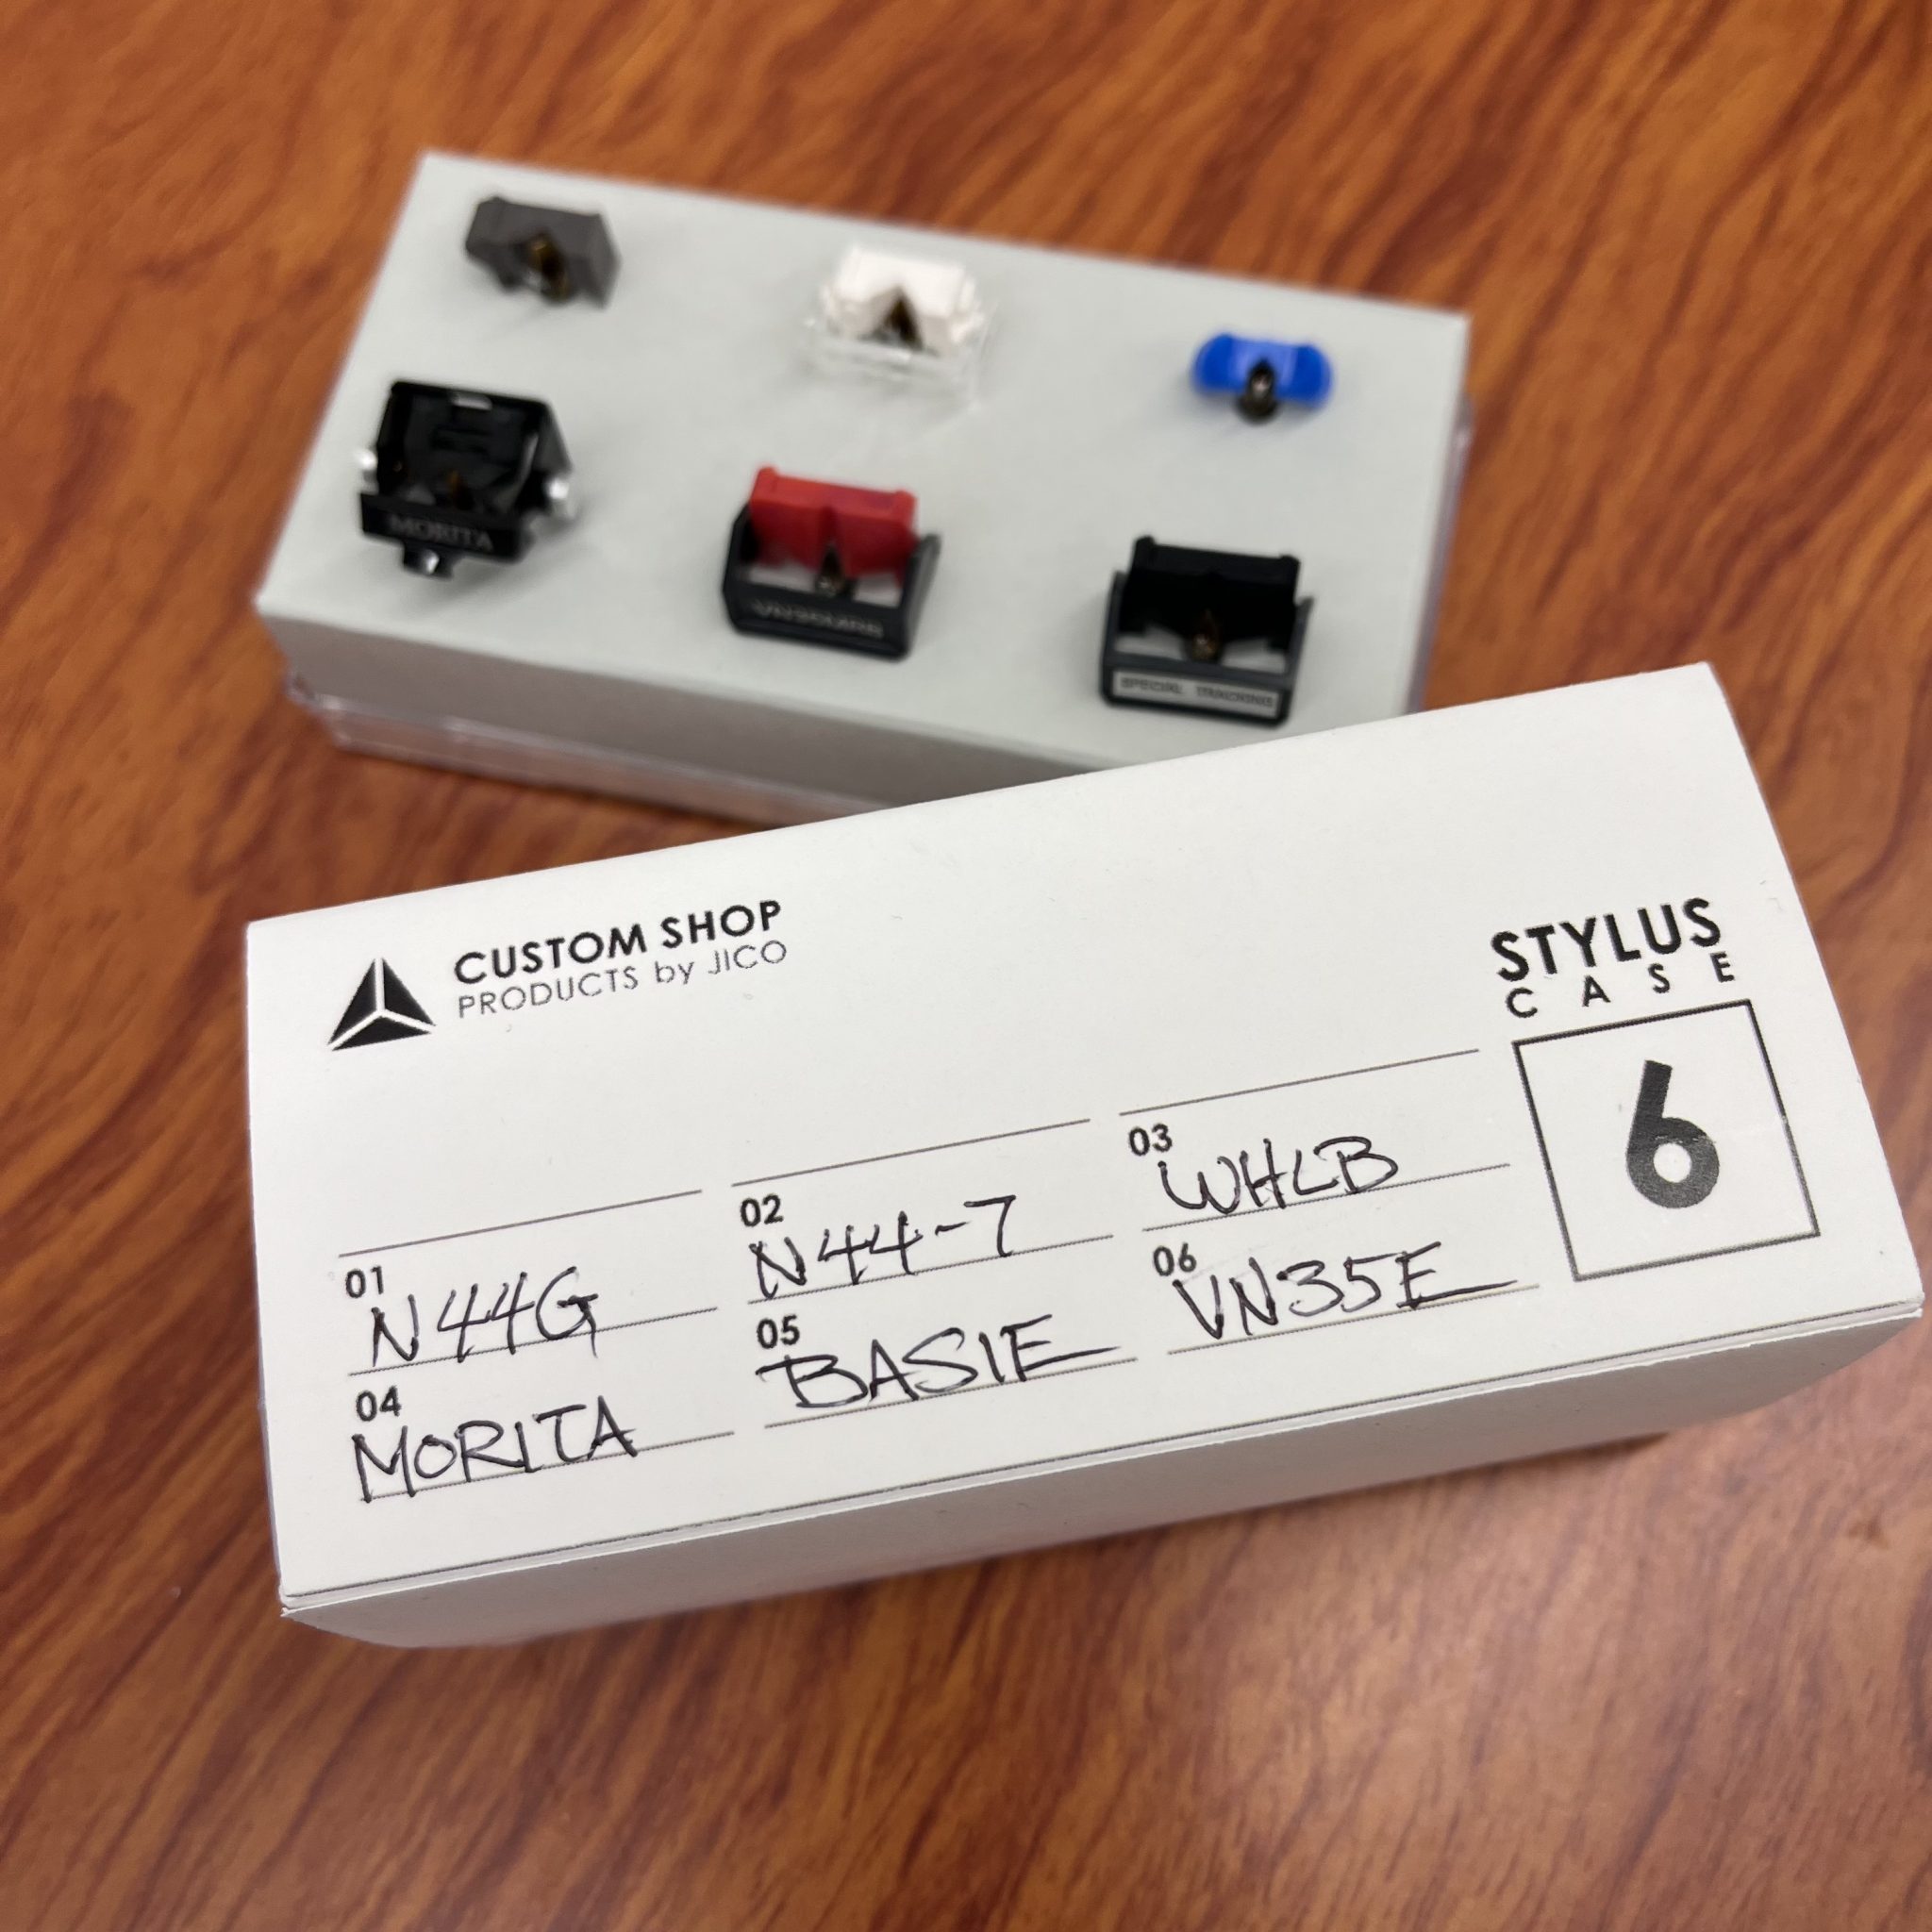 MORITA
SPECIAL TRACKING
CUSTOM SHOP
PRODUCTS by JICO
STYLUS
CASE
6
01
N44G
02
N44-7
03
WHLB
04
MORITA
05
BASIE
06
VN35E